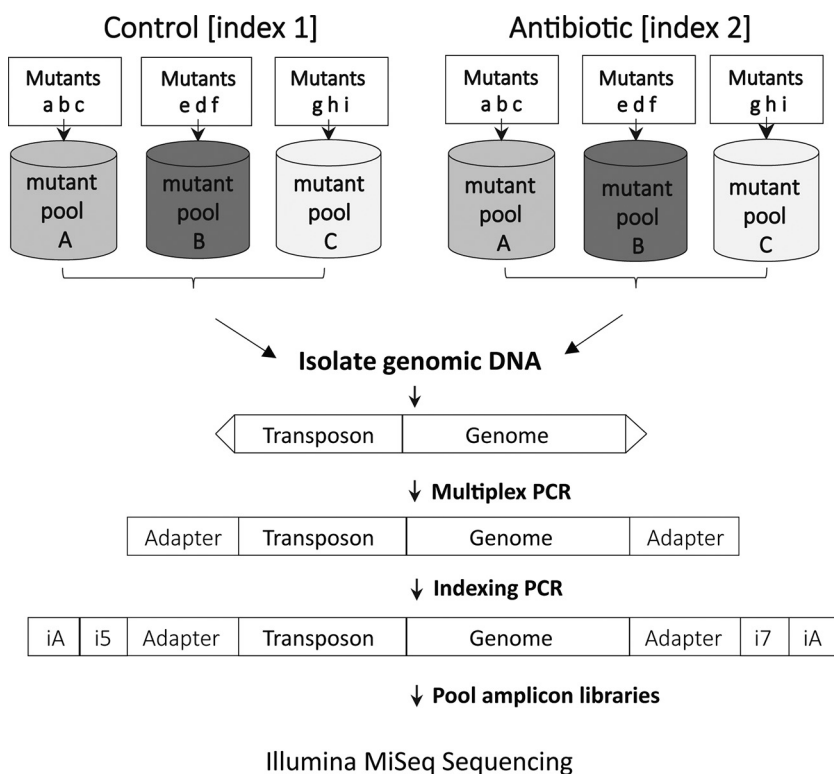 Control [index 1]
Antibiotic [index 2]
Mutants
a b c
Mutants
e d f
Mutants
g h i
Mutants
a b c
Mutants
e d f
Mutants
g h i
mutant
pool
A
mutant
pool
B
mutant
pool
C
mutant
pool
A
mutant
pool
B
mutant
pool
C
Isolate genomic DNA
Transposon Genome
Multiplex PCR
Adapter Transposon Genome Adapter
Indexing PCR
iA i5 Adapter Transposon Genome Adapter i7 iA
Pool amplicon libraries
Illumina MiSeq Sequencing